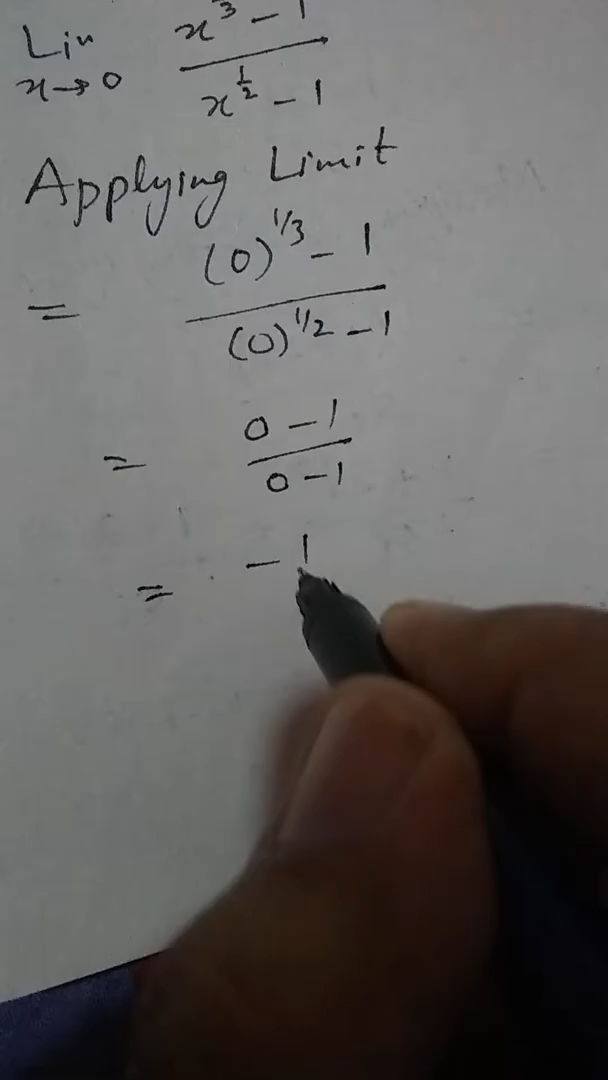 Lim x³ − 1
x→0 x^½ − 1
Applying Limit
= (0)^1/3 − 1
(0)^1/2 − 1
= 0 − 1
0 − 1
= − 1